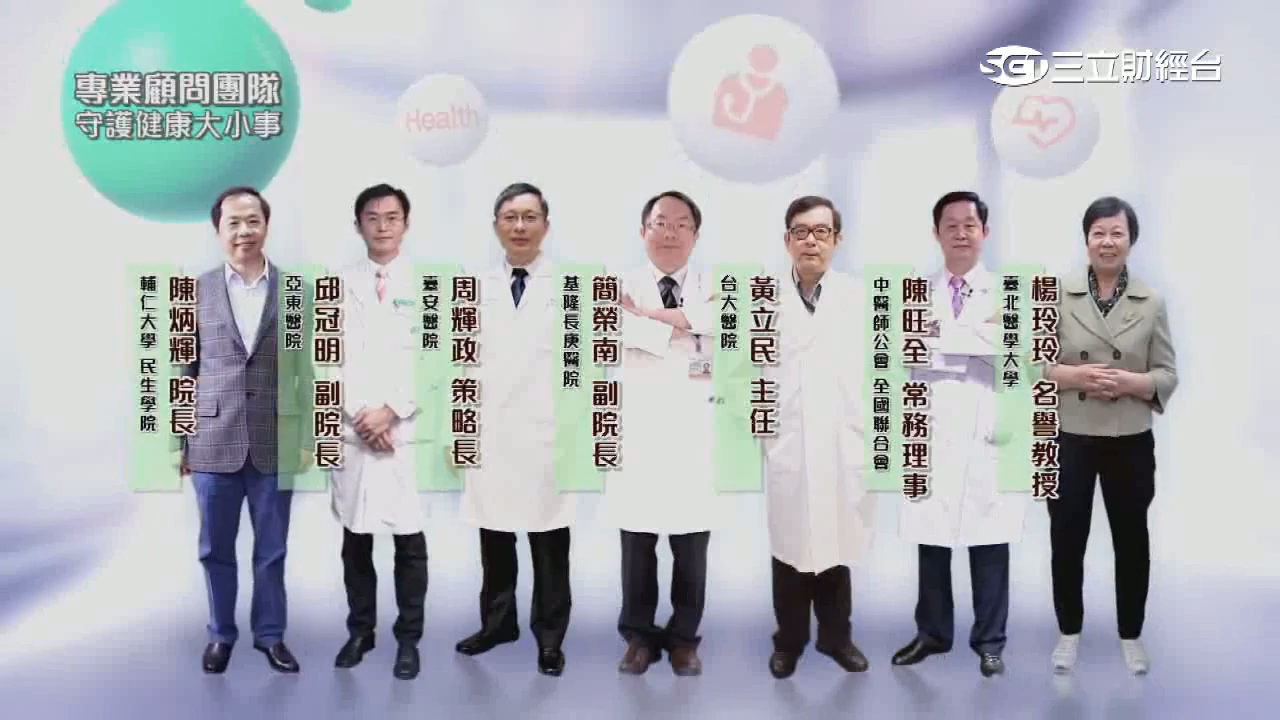 專業顧問團隊
守護健康大小事
Health
SET三立財經台
輔仁大學 民生學院
陳炳輝 院長
亞東醫院
邱冠明 副院長
臺安醫院
周輝政 策略長
基隆長庚醫院
簡榮南 副院長
台大醫院
黃立民 主任
中醫師公會 全國聯合會
陳旺全 常務理事
臺北醫學大學
楊玲玲 名譽教授